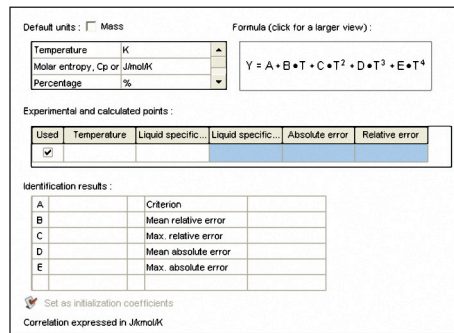 Default units : Mass
Formula (click for a larger view) :
Temperature K
Molar entropy, Cp or J/mol/K
Percentage %
Y = A+B●T+C●T² +D●T³ +E●T⁴
Experimental and calculated points :
Used Temperature Liquid specific... Liquid specific... Absolute error Relative error
Identification results :
A Criterion
B Mean relative error
C Max. relative error
D Mean absolute error
E Max. absolute error
Set as initialization coefficients
Correlation expressed in J/kmol/K